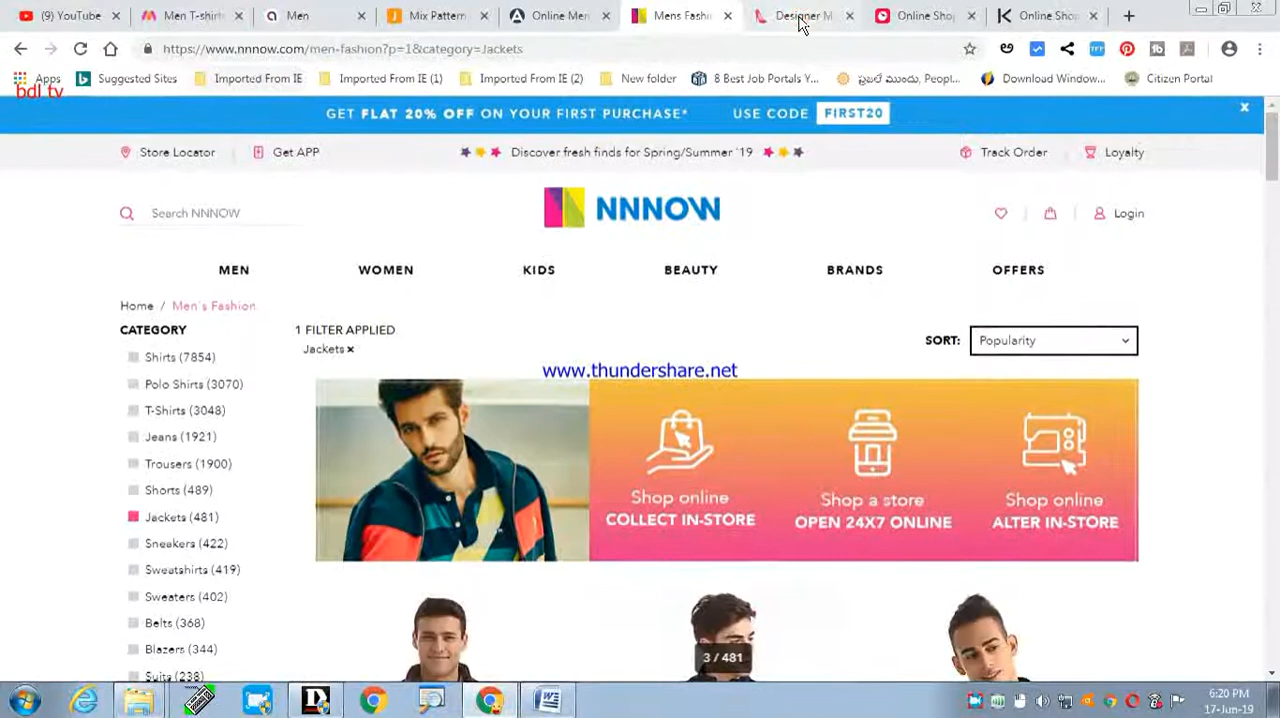 (1) YouTube
Men T-shirt
Men
Mix Pattern
Online Men
Mens Fashi
Designer M
Online Shop
Online Shop
https://www.nnnow.com/men-fashion?p=1&category=Jackets
Apps
Suggested Sites
Imported From IE
Imported From IE (1)
Imported From IE (2)
New folder
8 Best Job Portals Y...
ప్రజల ముందు, Peopl...
Download Window...
Citizen Portal
bdl tv
GET FLAT 20% OFF ON YOUR FIRST PURCHASE* USE CODE FIRST20
Store Locator
Get APP
Discover fresh finds for Spring/Summer '19
Track Order
Loyalty
Search NNNOW
NNNOW
Login
MEN WOMEN KIDS BEAUTY BRANDS OFFERS
Home / Men's Fashion
CATEGORY
1 FILTER APPLIED
Jackets ×
SORT: Popularity
Shirts (7854)
Polo Shirts (3070)
T-Shirts (3048)
Jeans (1921)
Trousers (1900)
Shorts (489)
Jackets (481)
Sneakers (422)
Sweatshirts (419)
Sweaters (402)
Belts (368)
Blazers (344)
Suits (238)
www.thundershare.net
Shop online
COLLECT IN-STORE
Shop a store
OPEN 24X7 ONLINE
Shop online
ALTER IN-STORE
3 / 481
6:20 PM
17-Jun-19